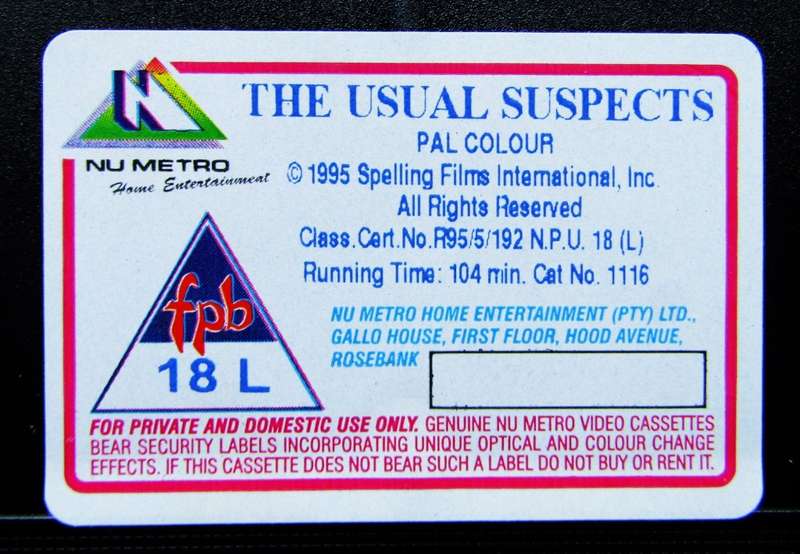 N
THE USUAL SUSPECTS
PAL COLOUR
NU METRO
Home Entertainment
© 1995 Spelling Films International, Inc.
All Rights Reserved
Class.Cert.No.R95/5/192 N.P.U. 18 (L)
Running Time: 104 min. Cat No. 1116
fpb
18 L
NU METRO HOME ENTERTAINMENT (PTY) LTD.,
GALLO HOUSE, FIRST FLOOR, HOOD AVENUE,
ROSEBANK
FOR PRIVATE AND DOMESTIC USE ONLY. GENUINE NU METRO VIDEO CASSETTES
BEAR SECURITY LABELS INCORPORATING UNIQUE OPTICAL AND COLOUR CHANGE
EFFECTS. IF THIS CASSETTE DOES NOT BEAR SUCH A LABEL DO NOT BUY OR RENT IT.